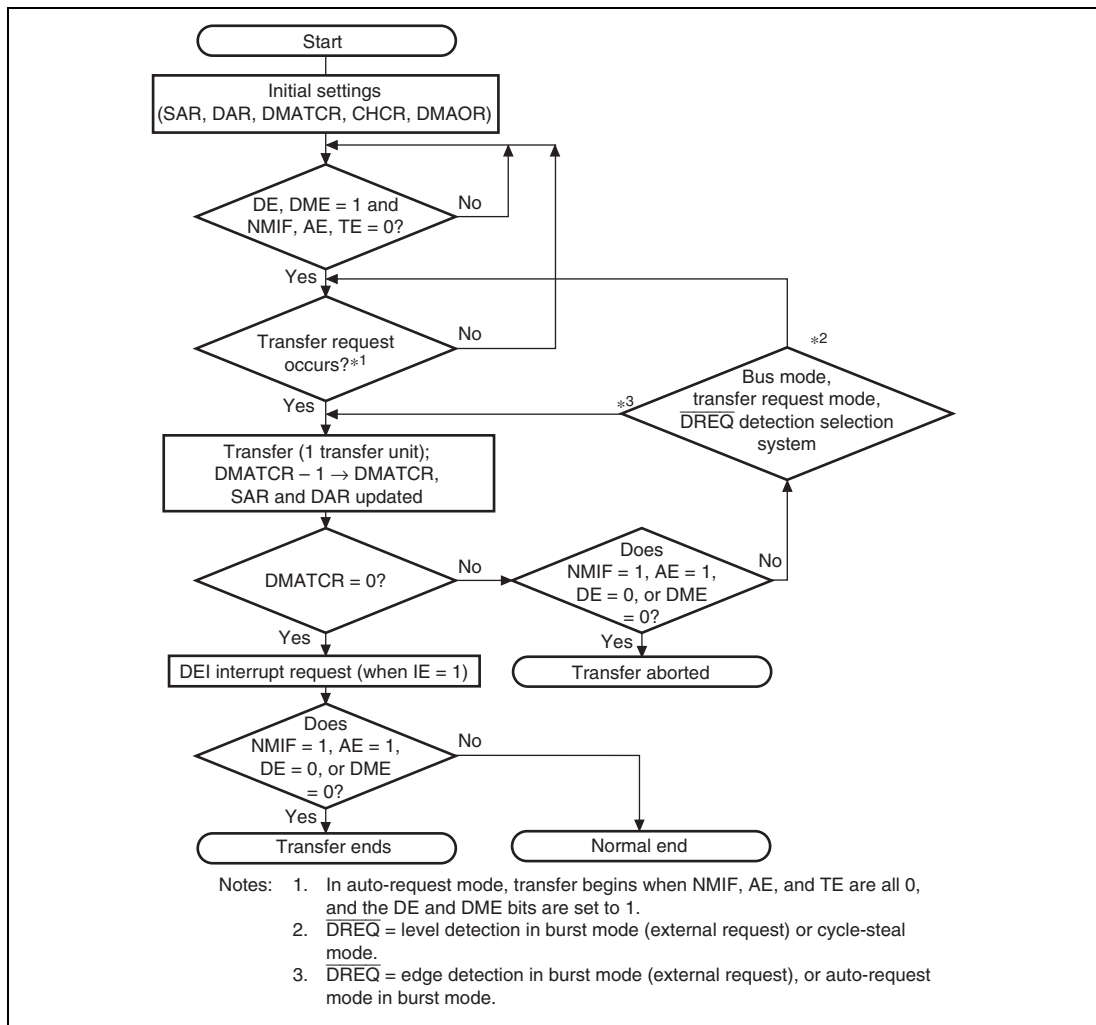 Start
Initial settings
(SAR, DAR, DMATCR, CHCR, DMAOR)
DE, DME = 1 and
NMIF, AE, TE = 0?
No
Yes
Transfer request
occurs?*1
No
Yes
*2
Bus mode,
transfer request mode,
DREQ detection selection
system
*3
Transfer (1 transfer unit);
DMATCR – 1 → DMATCR,
SAR and DAR updated
DMATCR = 0?
No
Does
NMIF = 1, AE = 1,
DE = 0, or DME
= 0?
No
Yes
Yes
DEI interrupt request (when IE = 1)
Transfer aborted
Does
NMIF = 1, AE = 1,
DE = 0, or DME
= 0?
No
Yes
Transfer ends
Normal end
Notes: 1. In auto-request mode, transfer begins when NMIF, AE, and TE are all 0,
and the DE and DME bits are set to 1.
2. DREQ = level detection in burst mode (external request) or cycle-steal
mode.
3. DREQ = edge detection in burst mode (external request), or auto-request
mode in burst mode.